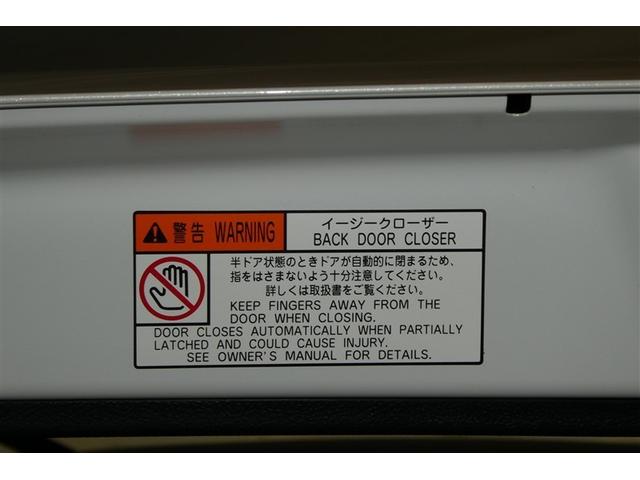 警告 WARNING
イージークローザー
BACK DOOR CLOSER
半ドア状態のときドアが自動的に閉まるため、
指をはさまないよう十分注意してください。
詳しくは取扱書をご覧ください。
KEEP FINGERS AWAY FROM THE
DOOR WHEN CLOSING.
DOOR CLOSES AUTOMATICALLY WHEN PARTIALLY
LATCHED AND COULD CAUSE INJURY.
SEE OWNER'S MANUAL FOR DETAILS.